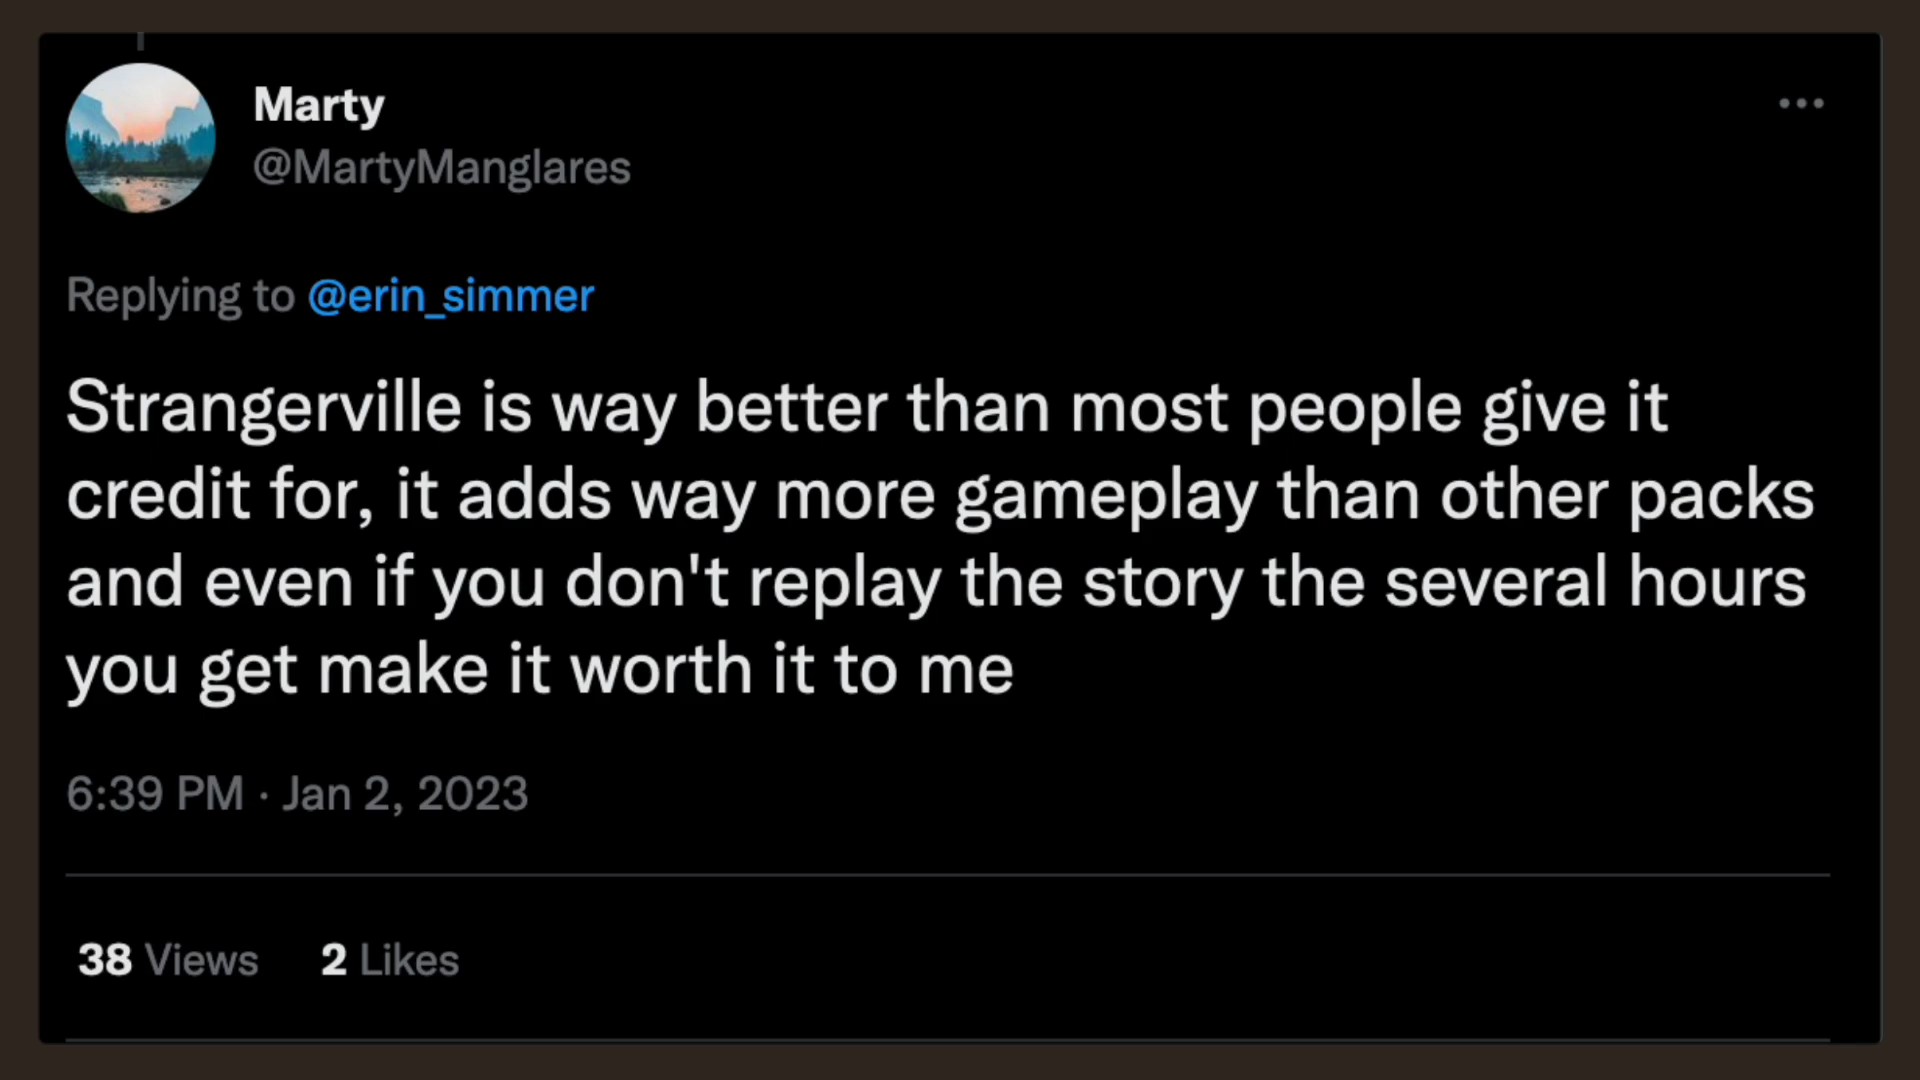 Marty
@MartyManglares
Replying to @erin_simmer
Strangerville is way better than most people give it
credit for, it adds way more gameplay than other packs
and even if you don't replay the story the several hours
you get make it worth it to me
6:39 PM · Jan 2, 2023
38 Views 2 Likes